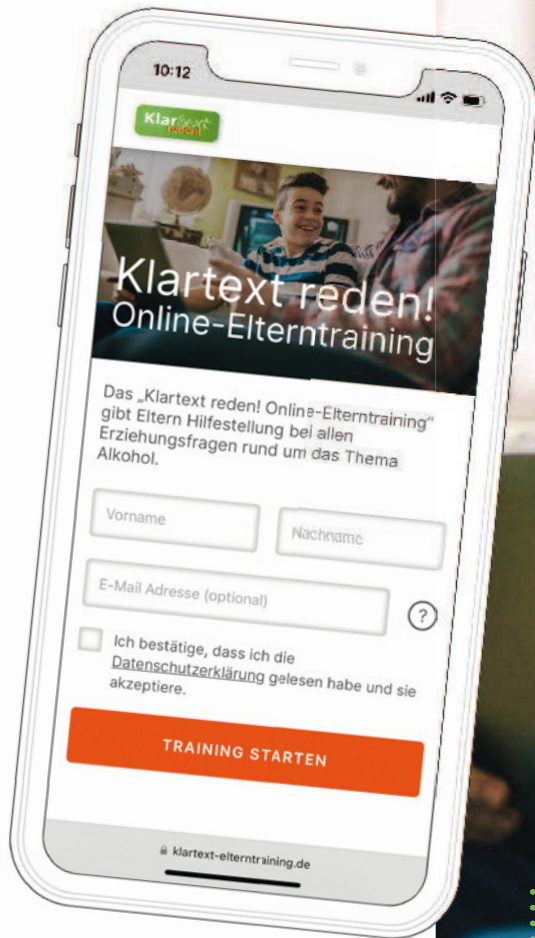 10:12
Klartext
reden!
Klartext reden!
Online-Elterntraining
Das „Klartext reden! Online-Elterntraining“
gibt Eltern Hilfestellung bei allen
Erziehungsfragen rund um das Thema
Alkohol.
Vorname
Nachname
E-Mail Adresse (optional)
?
Ich bestätige, dass ich die
Datenschutzerklärung gelesen habe und sie
akzeptiere.
TRAINING STARTEN
klartext-elterntraining.de